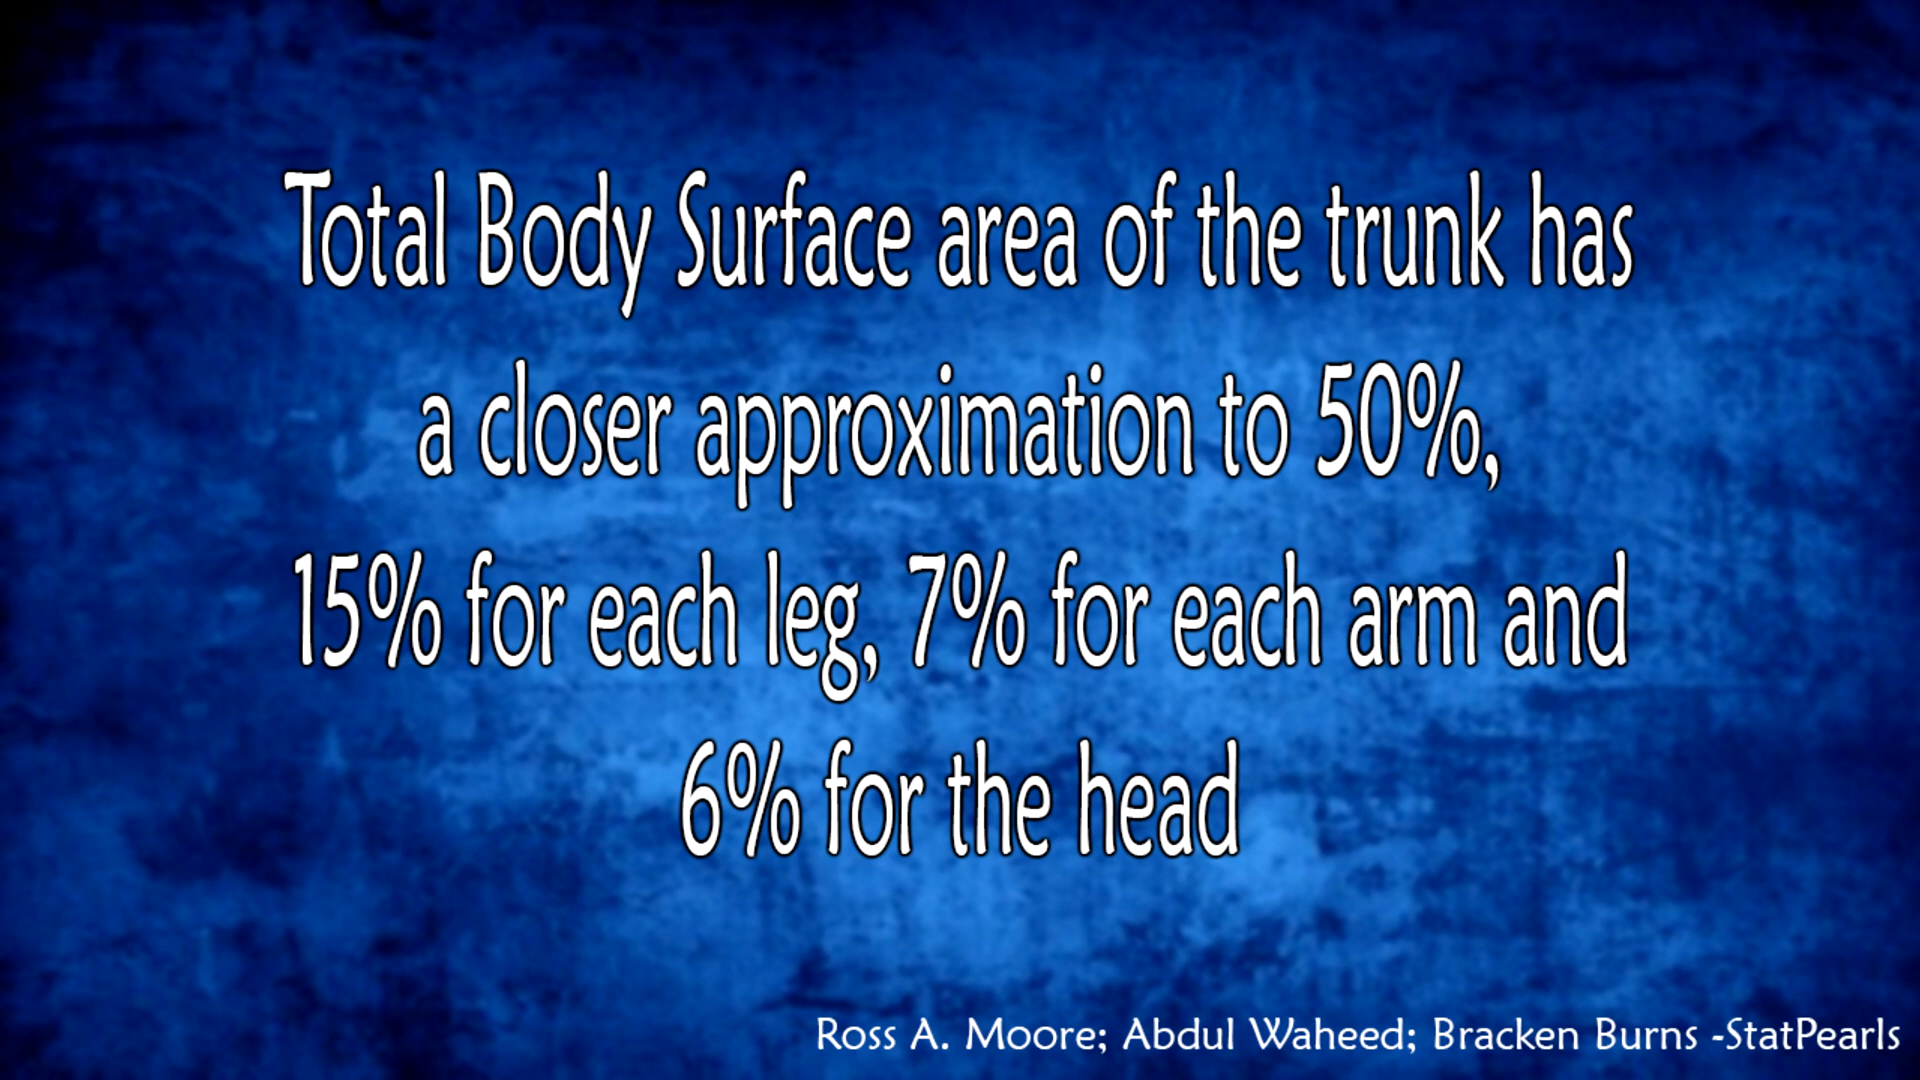 Total Body Surface area of the trunk has
a closer approximation to 50%,
15% for each leg, 7% for each arm and
6% for the head
Ross A. Moore; Abdul Waheed; Bracken Burns -StatPearls